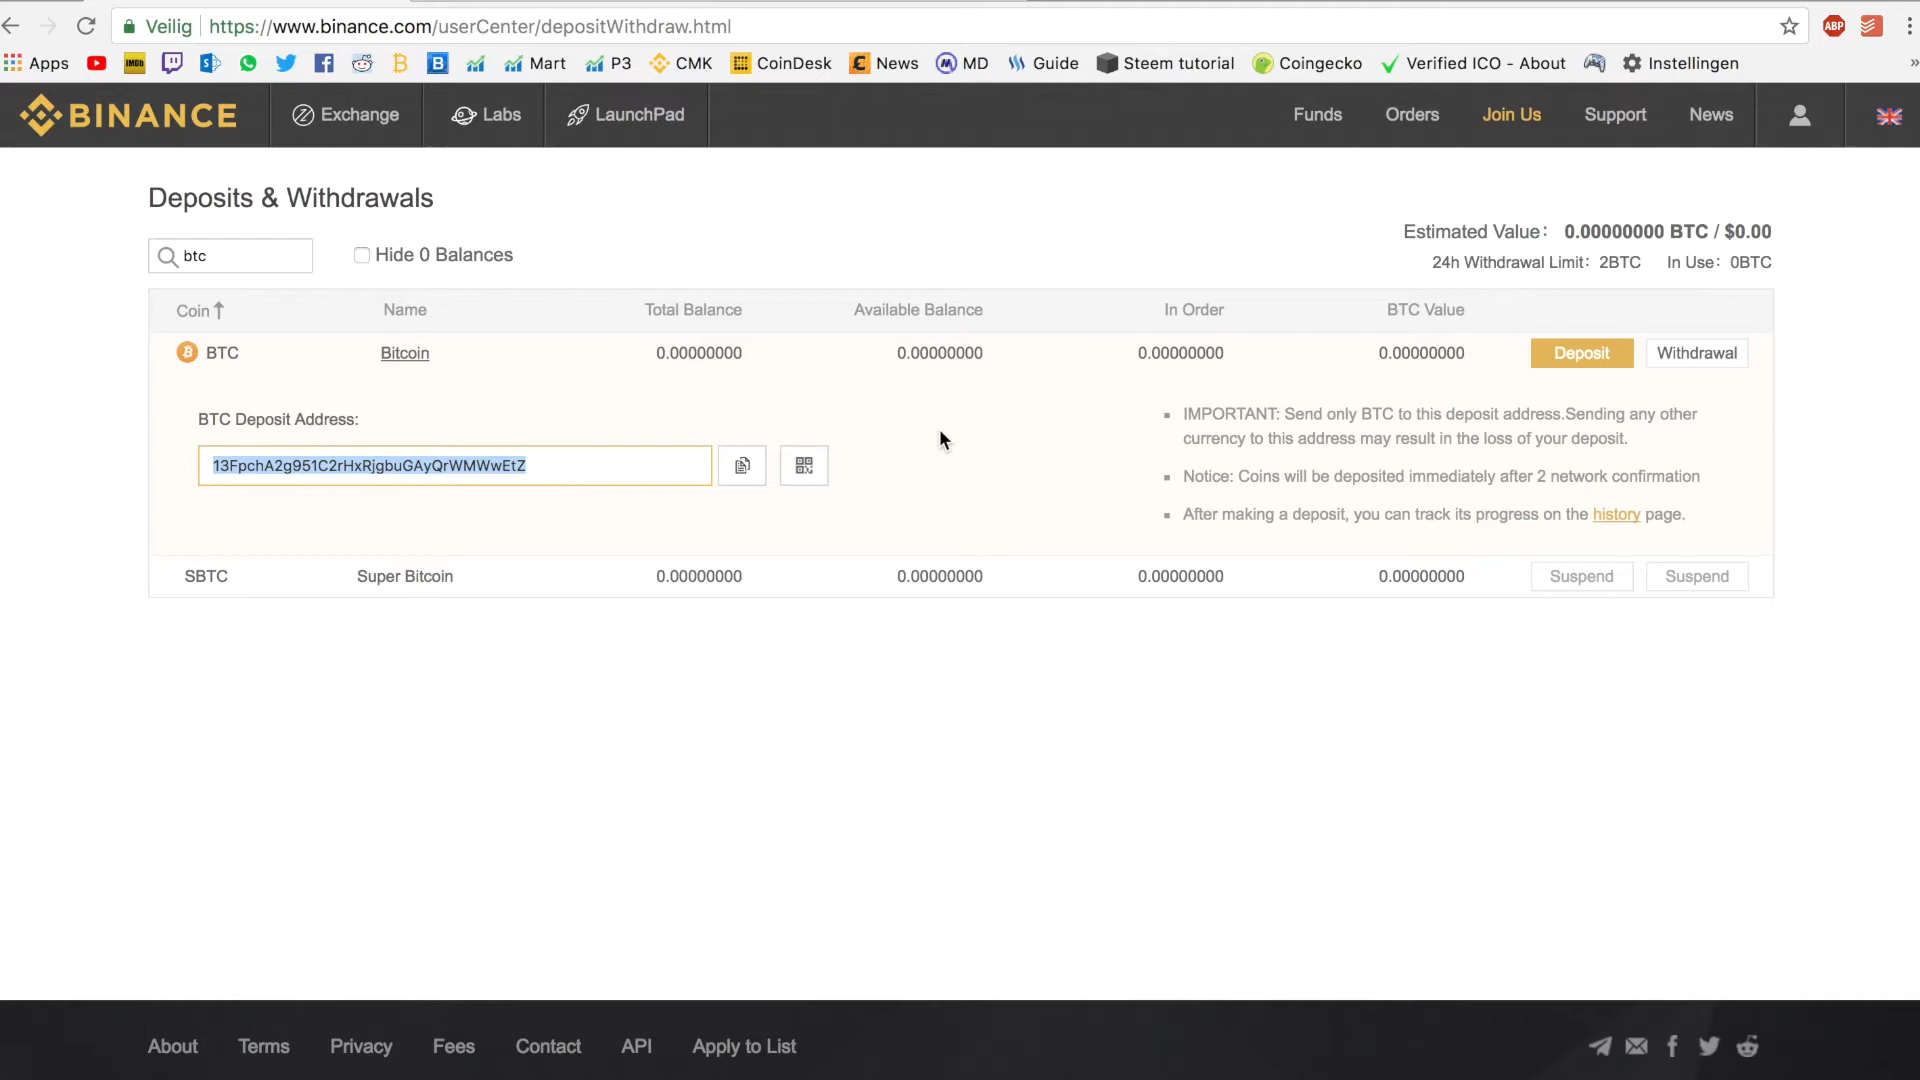 Veilig https://www.binance.com/userCenter/depositWithdraw.html ABP
Apps IMDb S B Mart P3 CMK CoinDesk C News MD Guide Steem tutorial Coingecko Verified ICO - About Instellingen »
BINANCE Exchange Labs LaunchPad Funds Orders Join Us Support News
Deposits & Withdrawals
Estimated Value: 0.00000000 BTC / $0.00
btc Hide 0 Balances
24h Withdrawal Limit: 2BTC In Use: 0BTC
Coin Name Total Balance Available Balance In Order BTC Value
BTC Bitcoin 0.00000000 0.00000000 0.00000000 0.00000000 Deposit Withdrawal
BTC Deposit Address:
13FpchA2g951C2rHxRjgbuGAyQrWMWwEtZ
IMPORTANT: Send only BTC to this deposit address.Sending any other
currency to this address may result in the loss of your deposit.
Notice: Coins will be deposited immediately after 2 network confirmation
After making a deposit, you can track its progress on the history page.
SBTC Super Bitcoin 0.00000000 0.00000000 0.00000000 0.00000000 Suspend Suspend
About Terms Privacy Fees Contact API Apply to List